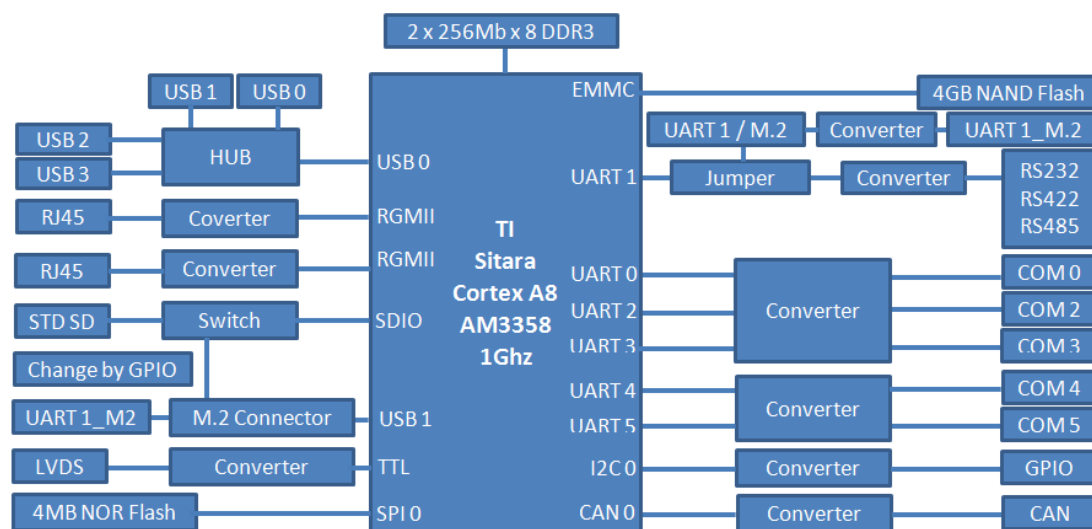 2 x 256Mb x 8 DDR3
USB 1
USB 0
USB 2
USB 3
HUB
USB 0
RJ45
Coverter
RGMII
RJ45
Converter
RGMII
STD SD
Switch
SDIO
Change by GPIO
UART 1_M2
M.2 Connector
USB 1
LVDS
Converter
TTL
4MB NOR Flash
SPI 0
TI
Sitara
Cortex A8
AM3358
1Ghz
EMMC
4GB NAND Flash
UART 1 / M.2
Converter
UART 1_M.2
UART 1
Jumper
Converter
RS232
RS422
RS485
UART 0
UART 2
UART 3
Converter
COM 0
COM 2
COM 3
UART 4
UART 5
Converter
COM 4
COM 5
I2C 0
Converter
GPIO
CAN 0
Converter
CAN